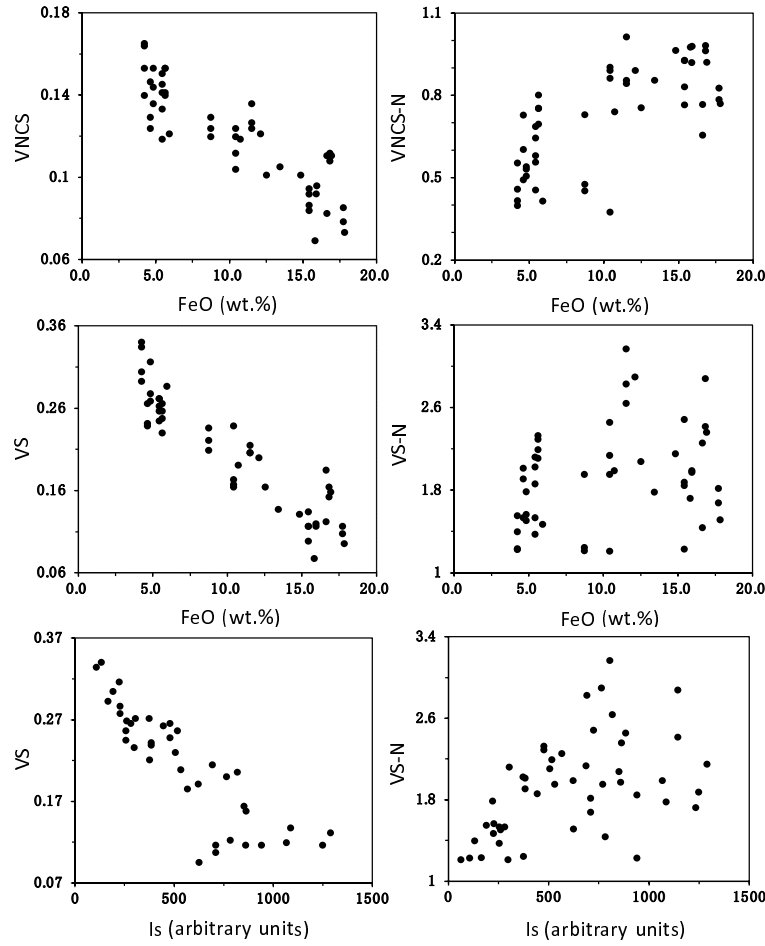 0.18
0.14
0.1
0.06
VNCS
0.0 5.0 10.0 15.0 20.0
FeO (wt.%)
1.1
0.8
0.5
0.2
VNCS-N
0.0 5.0 10.0 15.0 20.0
FeO (wt.%)
0.36
0.26
0.16
0.06
VS
0.0 5.0 10.0 15.0 20.0
FeO (wt.%)
3.4
2.6
1.8
1
VS-N
0.0 5.0 10.0 15.0 20.0
FeO (wt.%)
0.37
0.27
0.17
0.07
VS
0 500 1000 1500
Is (arbitrary units)
3.4
2.6
1.8
1
VS-N
0 500 1000 1500
Is (arbitrary units)